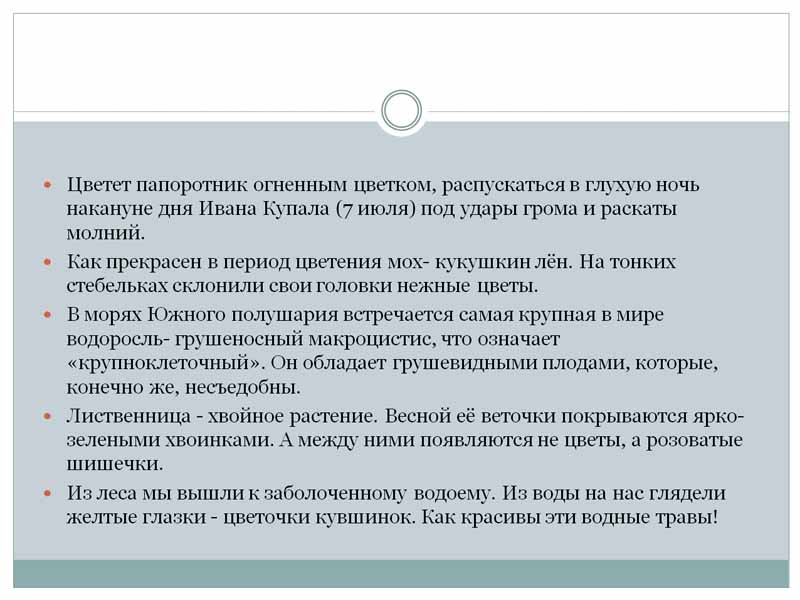 • Цветет папоротник огненным цветком, распускаться в глухую ночь
накануне дня Ивана Купала (7 июля) под удары грома и раскаты
молний.
• Как прекрасен в период цветения мох- кукушкин лён. На тонких
стебельках склонили свои головки нежные цветы.
• В морях Южного полушария встречается самая крупная в мире
водоросль- грушеносный макроцистис, что означает
«крупноклеточный». Он обладает грушевидными плодами, которые,
конечно же, несъедобны.
• Лиственница - хвойное растение. Весной её веточки покрываются ярко-
зелеными хвоинками. А между ними появляются не цветы, а розоватые
шишечки.
• Из леса мы вышли к заболоченному водоему. Из воды на нас глядели
желтые глазки - цветочки кувшинок. Как красивы эти водные травы!